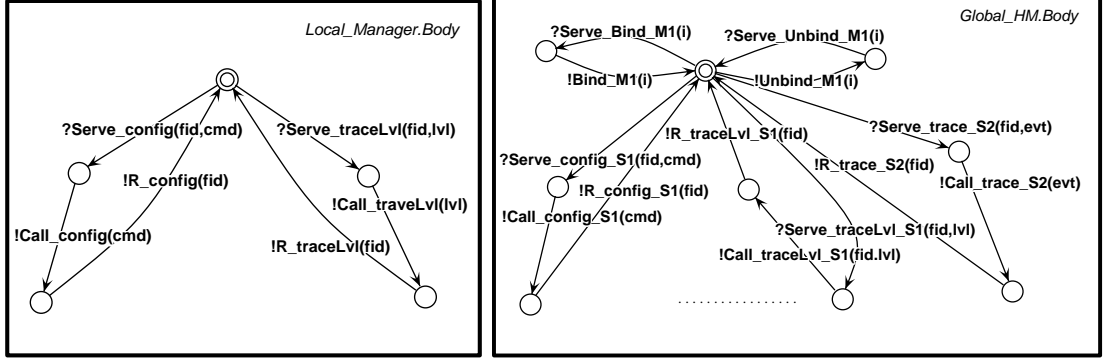 Local_Manager.Body
?Serve_config(fid,cmd)
?Serve_traceLvl(fid,lvl)
!R_config(fid)
!Call_traveLvl(lvl)
!Call_config(cmd)
!R_traceLvl(fid)
Global_HM.Body
?Serve_Bind_M1(i)
?Serve_Unbind_M1(i)
!Bind_M1(i)
!Unbind_M1(i)
!R_traceLvl_S1(fid)
?Serve_trace_S2(fid,evt)
?Serve_config_S1(fid,cmd)
!R_trace_S2(fid)
!R_config_S1(fid)
!Call_trace_S2(evt)
!Call_config_S1(cmd)
?Serve_traceLvl_S1(fid,lvl)
!Call_traceLvl_S1(fid.lvl)
.................